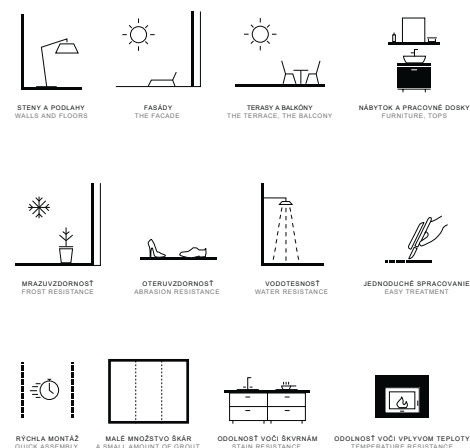 STENY A PODLAHY
WALLS AND FLOORS
FASÁDY
THE FACADE
TERASY A BALKÓNY
THE TERRACE, THE BALCONY
NÁBYTOK A PRACOVNÉ DOSKY
FURNITURE, TOPS
MRAZUVZDORNOSŤ
FROST RESISTANCE
OTERUVZDORNOSŤ
ABRASION RESISTANCE
VODOTESNOSŤ
WATER RESISTANCE
JEDNODUCHÉ SPRACOVANIE
EASY TREATMENT
RÝCHLA MONTÁŽ
QUICK ASSEMBLY
MALÉ MNOŽSTVO ŠKÁR
A SMALL AMOUNT OF GROUT
ODOLNOSŤ VOČI ŠKVRNÁM
STAIN RESISTANCE
ODOLNOSŤ VOČI VPLYVOM TEPLOTY
TEMPERATURE RESISTANCE